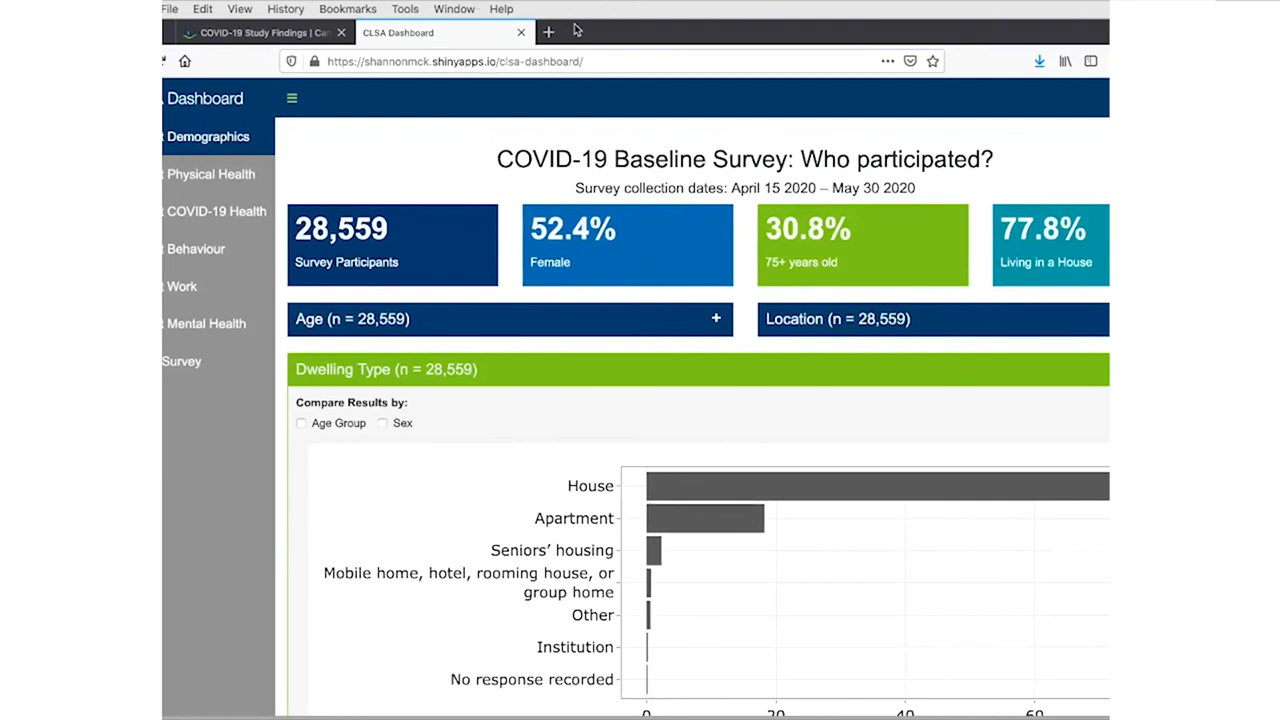 File Edit View History Bookmarks Tools Window Help
COVID-19 Study Findings | Can
CLSA Dashboard
https://shannonmck.shinyapps.io/clsa-dashboard/
Dashboard
Demographics
Physical Health
COVID-19 Health
Behaviour
Work
Mental Health
Survey
COVID-19 Baseline Survey: Who participated?
Survey collection dates: April 15 2020 – May 30 2020
28,559
Survey Participants
52.4%
Female
30.8%
75+ years old
77.8%
Living in a House
Age (n = 28,559) +
Location (n = 28,559)
Dwelling Type (n = 28,559)
Compare Results by:
Age Group Sex
House
Apartment
Seniors’ housing
Mobile home, hotel, rooming house, or
group home
Other
Institution
No response recorded
0 20 40 60